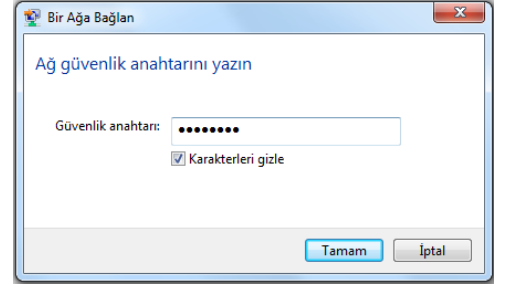 Bir Ağa Bağlan
Ağ güvenlik anahtarını yazın
Güvenlik anahtarı: ●●●●●●●●
Karakterleri gizle
Tamam İptal